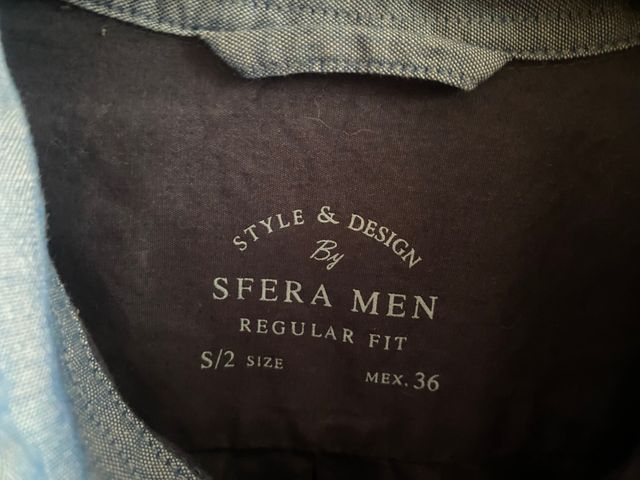 STYLE & DESIGN
By
SFERA MEN
REGULAR FIT
S/2 SIZE MEX. 36